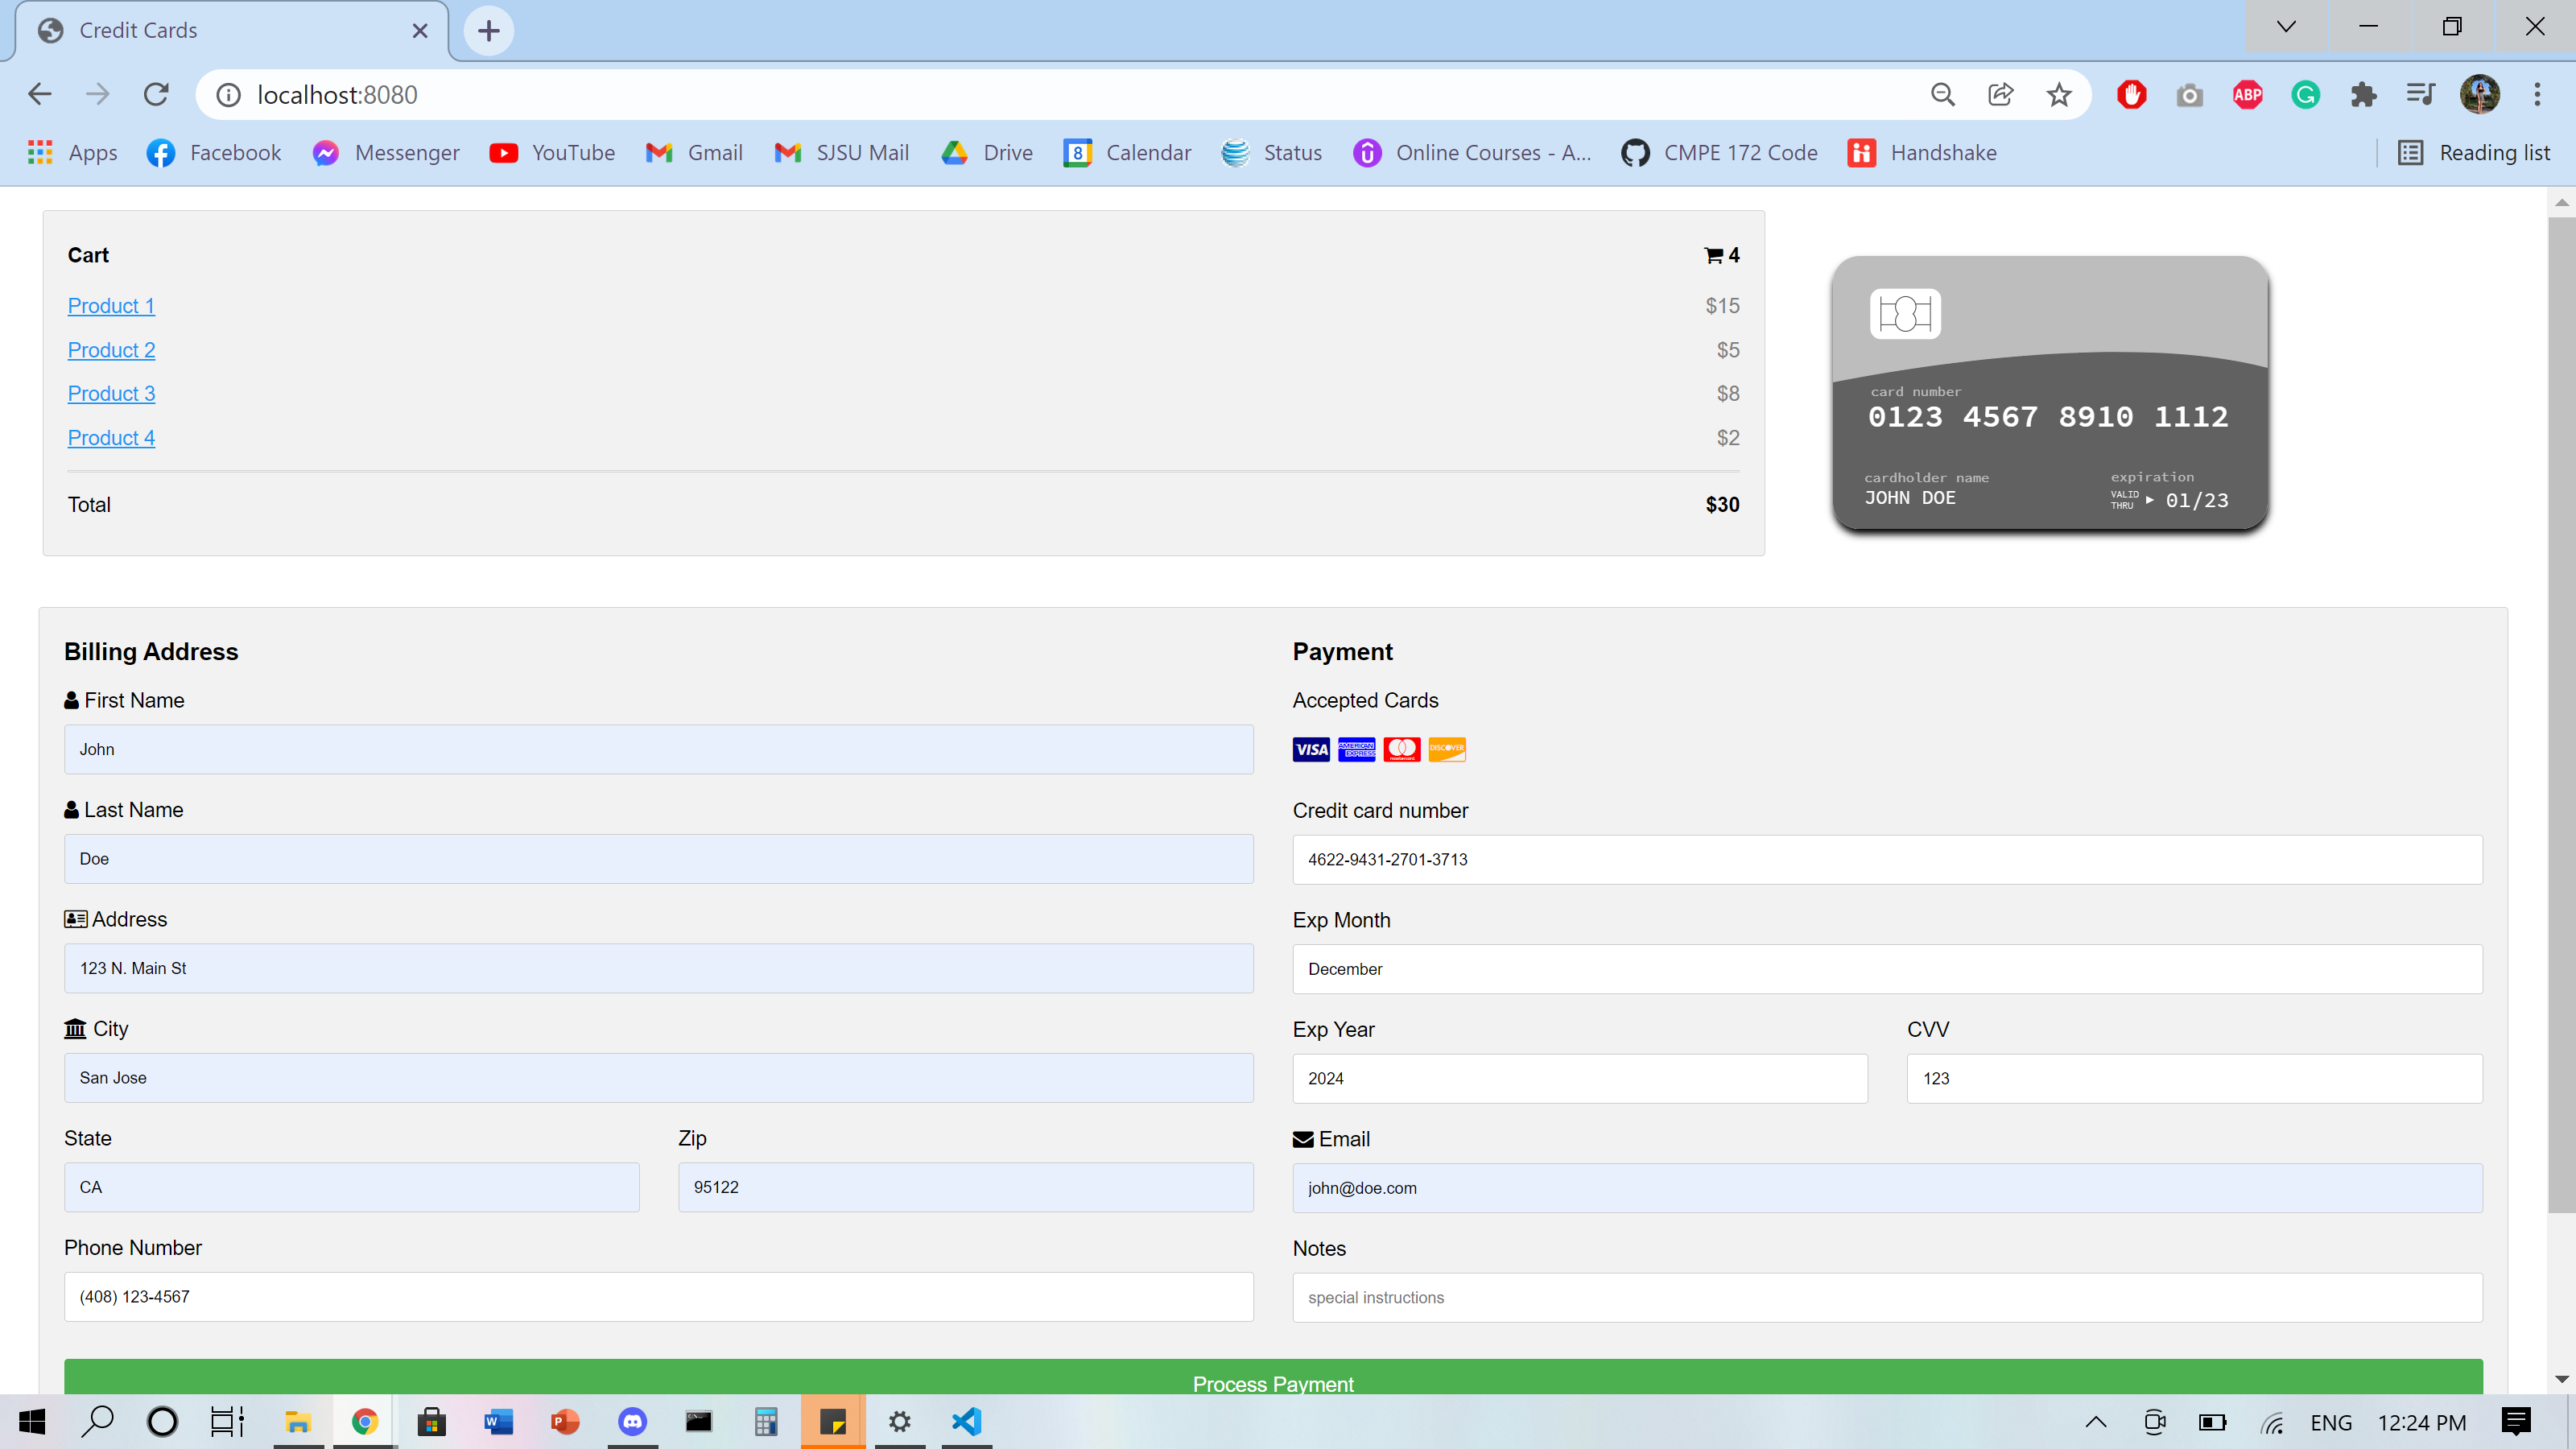 Credit Cards
localhost:8080
ABP
Apps Facebook Messenger YouTube Gmail SJSU Mail Drive 8 Calendar Status Online Courses - A... CMPE 172 Code Handshake Reading list
Cart 4
Product 1 $15
Product 2 $5
Product 3 $8
Product 4 $2
Total $30
card number
0123 4567 8910 1112
cardholder name
JOHN DOE
expiration
VALID THRU 01/23
Billing Address
First Name
John
Last Name
Doe
Address
123 N. Main St
City
San Jose
State Zip
CA 95122
Phone Number
(408) 123-4567
Payment
Accepted Cards
VISA AMERICAN EXPRESS mastercard DISCOVER
Credit card number
4622-9431-2701-3713
Exp Month
December
Exp Year CVV
2024 123
Email
john@doe.com
Notes
special instructions
Process Payment
ENG 12:24 PM